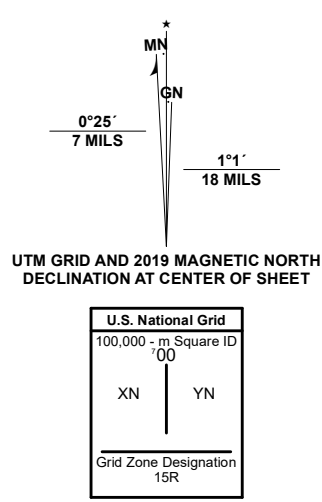 ★
MN
GN
0°25´
7 MILS
1°1´
18 MILS
UTM GRID AND 2019 MAGNETIC NORTH
DECLINATION AT CENTER OF SHEET
U.S. National Grid
100,000 - m Square ID
⁷00
XN YN
Grid Zone Designation
15R